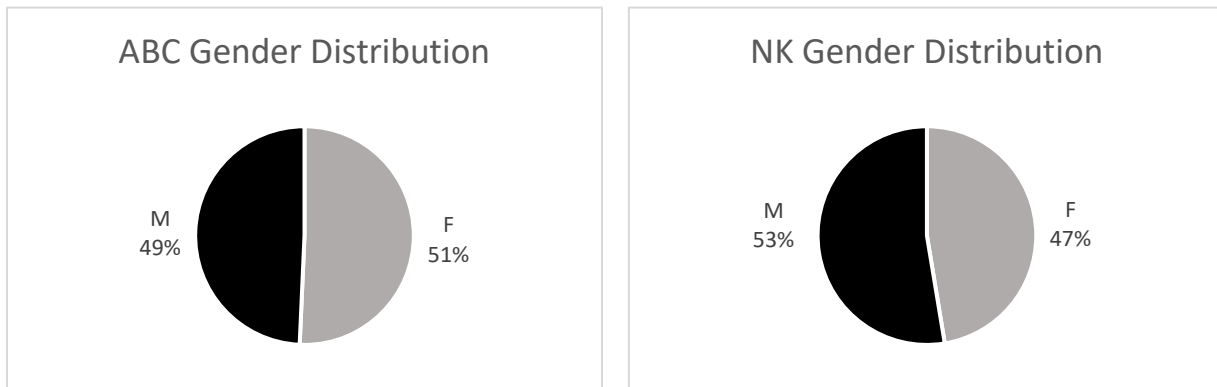 ABC Gender Distribution
M
49%
F
51%
NK Gender Distribution
M
53%
F
47%